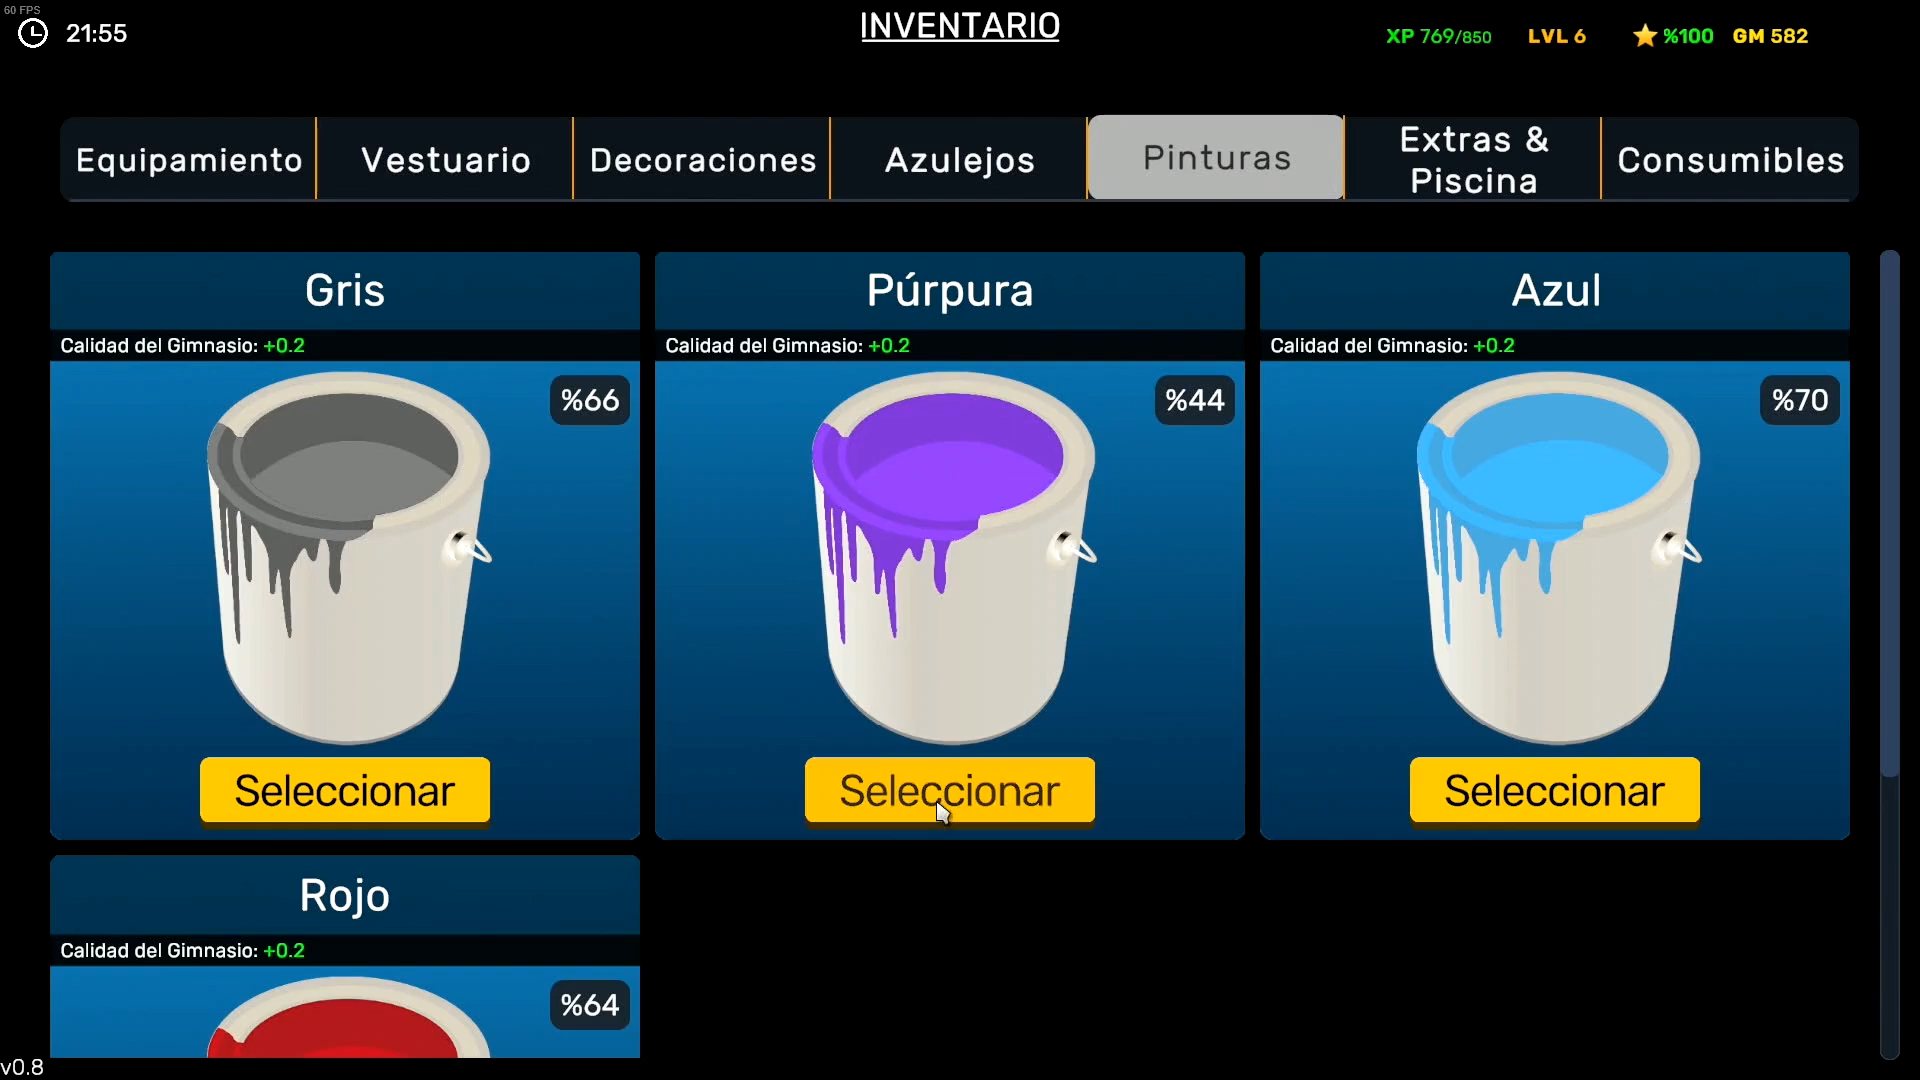 60 FPS
21:55
INVENTARIO
XP 769/850 LVL 6 %100 GM 582
Equipamiento Vestuario Decoraciones Azulejos Pinturas Extras & Piscina Consumibles
Gris
Calidad del Gimnasio: +0.2
%66
Seleccionar
Púrpura
Calidad del Gimnasio: +0.2
%44
Seleccionar
Azul
Calidad del Gimnasio: +0.2
%70
Seleccionar
Rojo
Calidad del Gimnasio: +0.2
%64
v0.8